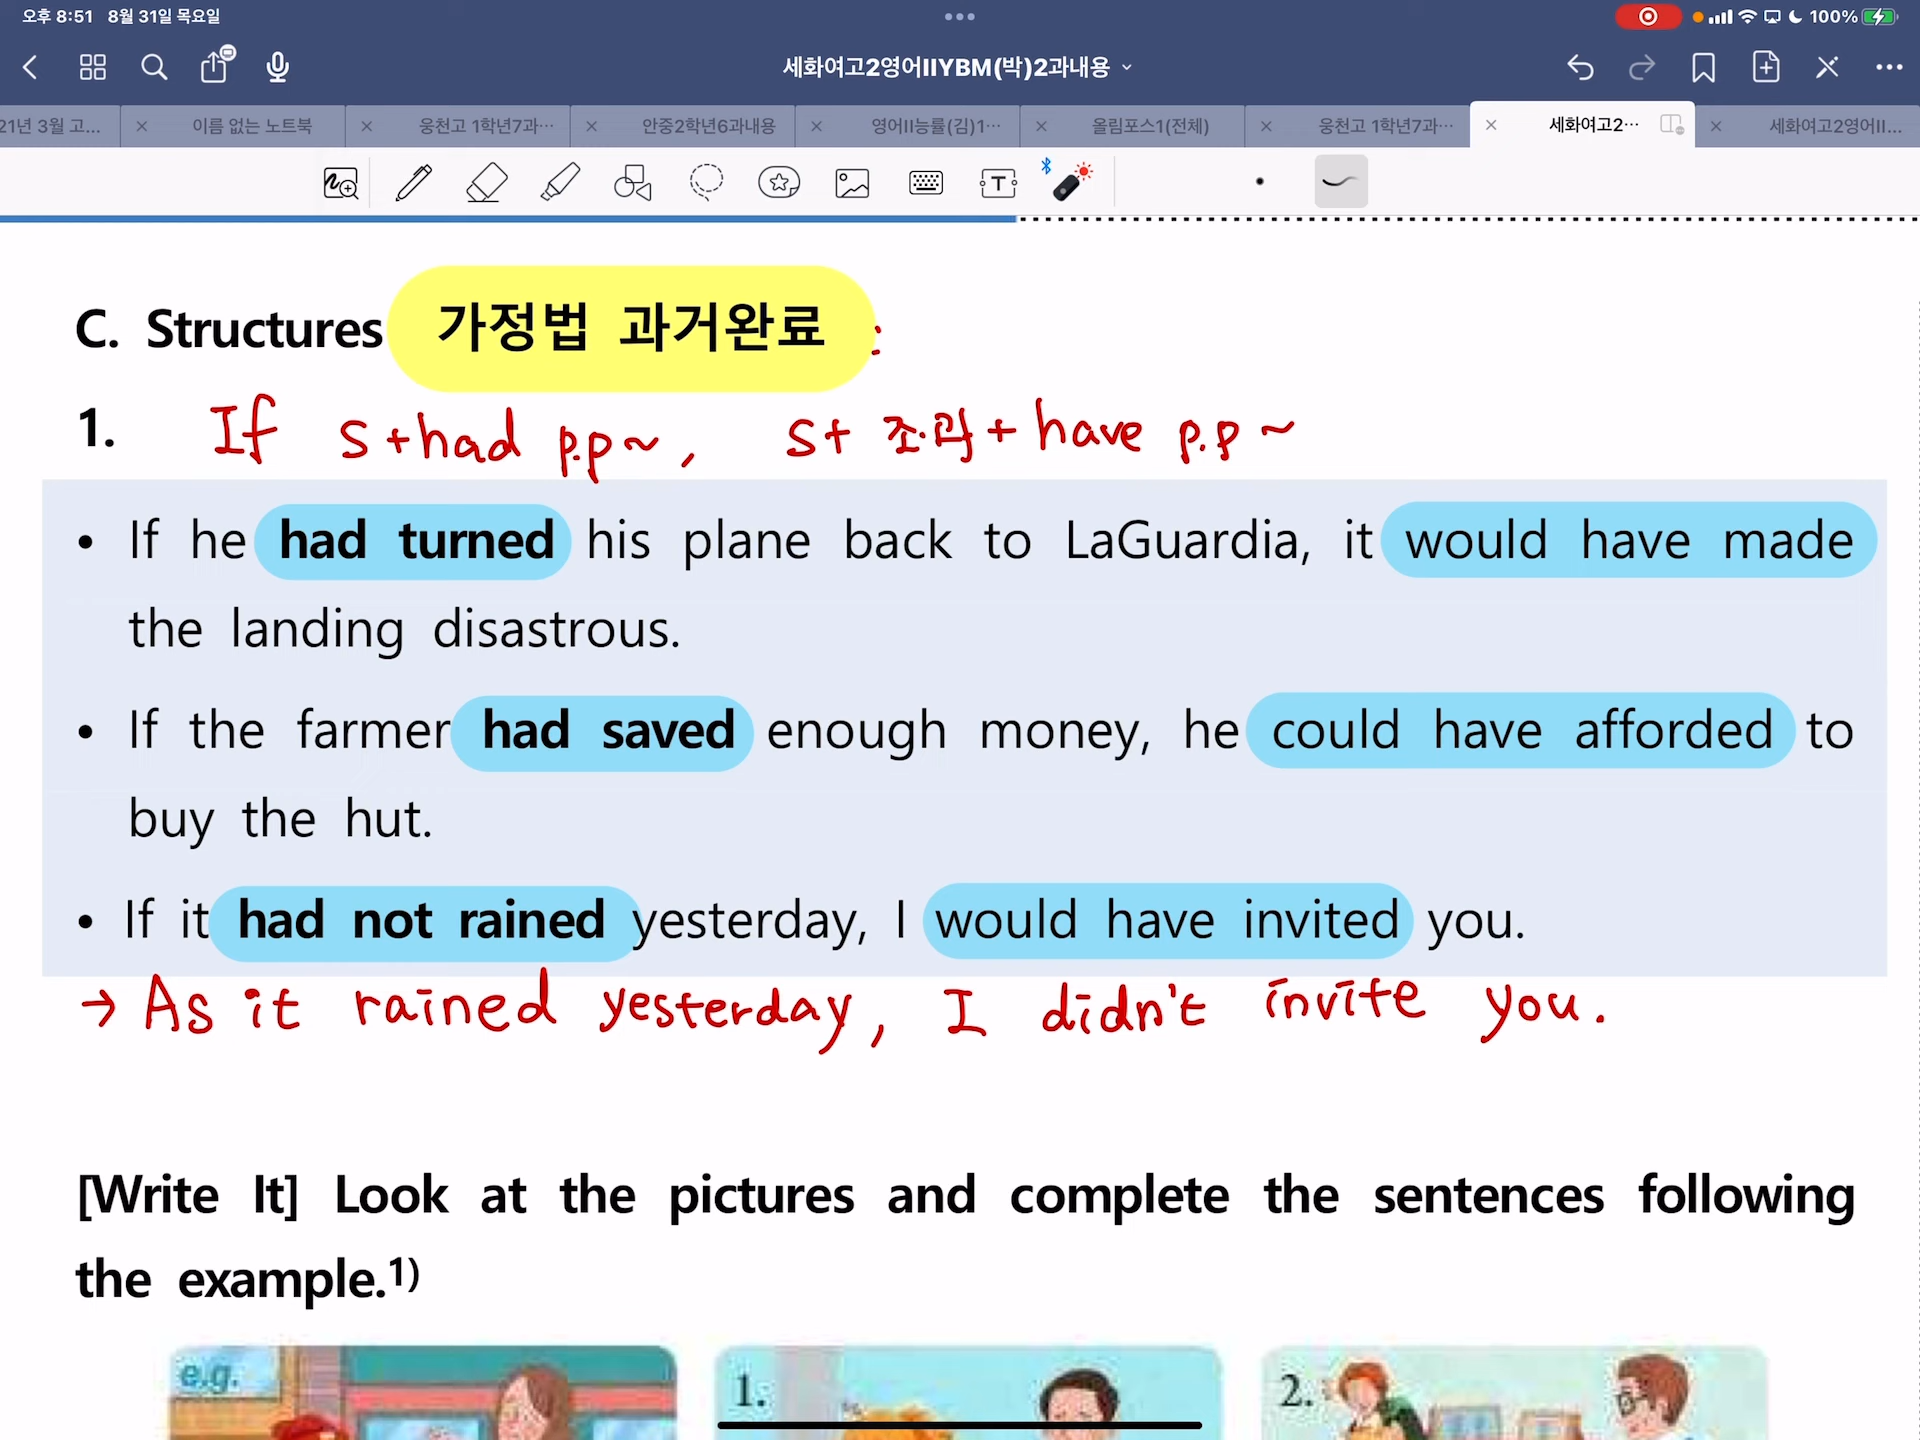 오후 8:51 8월 31일 목요일
100%
세화여고2영어IIYBM(박)2과내용
21년 3월 고... 이름 없는 노트북 웅천고 1학년7과··· 안중2학년6과내용 영어II능률(김)1··· 올림포스1(전체) 웅천고 1학년7과··· 세화여고2··· 세화여고2영어II...
C. Structures 가정법 과거완료 :
1. If S+had p.p~, S+ 조·과+have p.p~
• If he had turned his plane back to LaGuardia, it would have made
the landing disastrous.
• If the farmer had saved enough money, he could have afforded to
buy the hut.
• If it had not rained yesterday, I would have invited you.
→ As it rained yesterday, I didn't invite you.
[Write It] Look at the pictures and complete the sentences following
the example.1)
e.g. 1. 2.